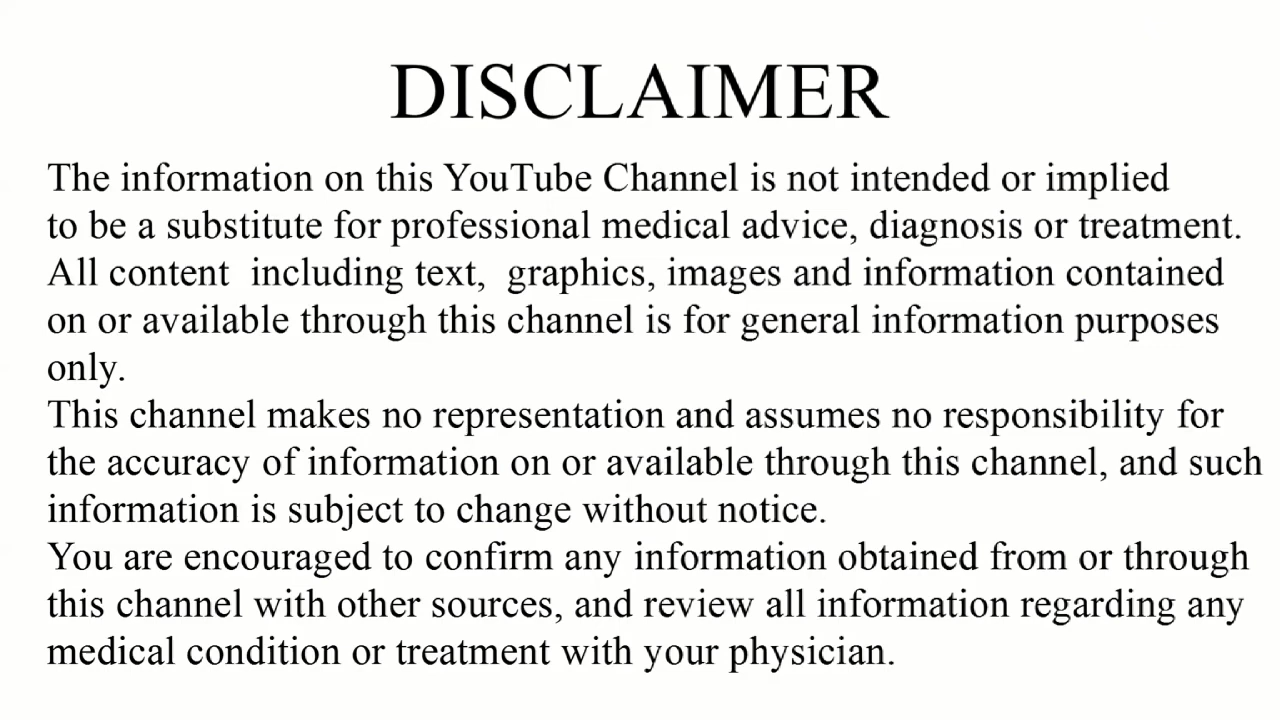 DISCLAIMER
The information on this YouTube Channel is not intended or implied
to be a substitute for professional medical advice, diagnosis or treatment.
All content  including text,  graphics, images and information contained
on or available through this channel is for general information purposes
only.
This channel makes no representation and assumes no responsibility for
the accuracy of information on or available through this channel, and such
information is subject to change without notice.
You are encouraged to confirm any information obtained from or through
this channel with other sources, and review all information regarding any
medical condition or treatment with your physician.